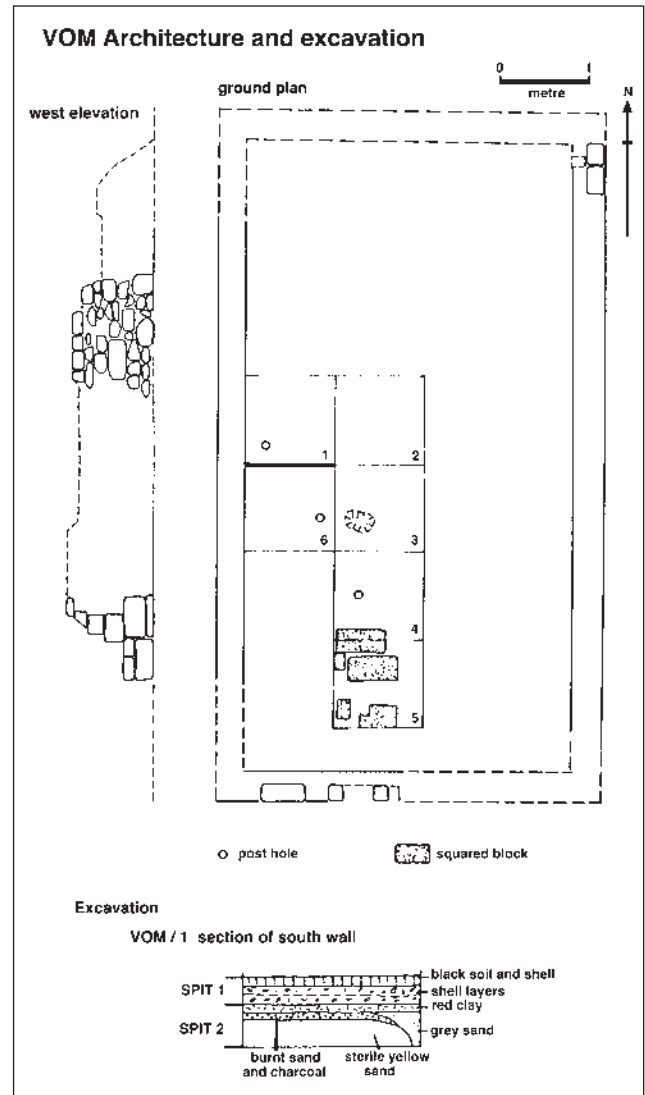 VOM Architecture and excavation
0 1
metre
N
ground plan
west elevation
1 2
6 3
4
5
post hole
squared block
Excavation
VOM / 1 section of south wall
black soil and shell
SPIT 1
shell layers
red clay
SPIT 2
grey sand
burnt sand
and charcoal
sterile yellow
sand